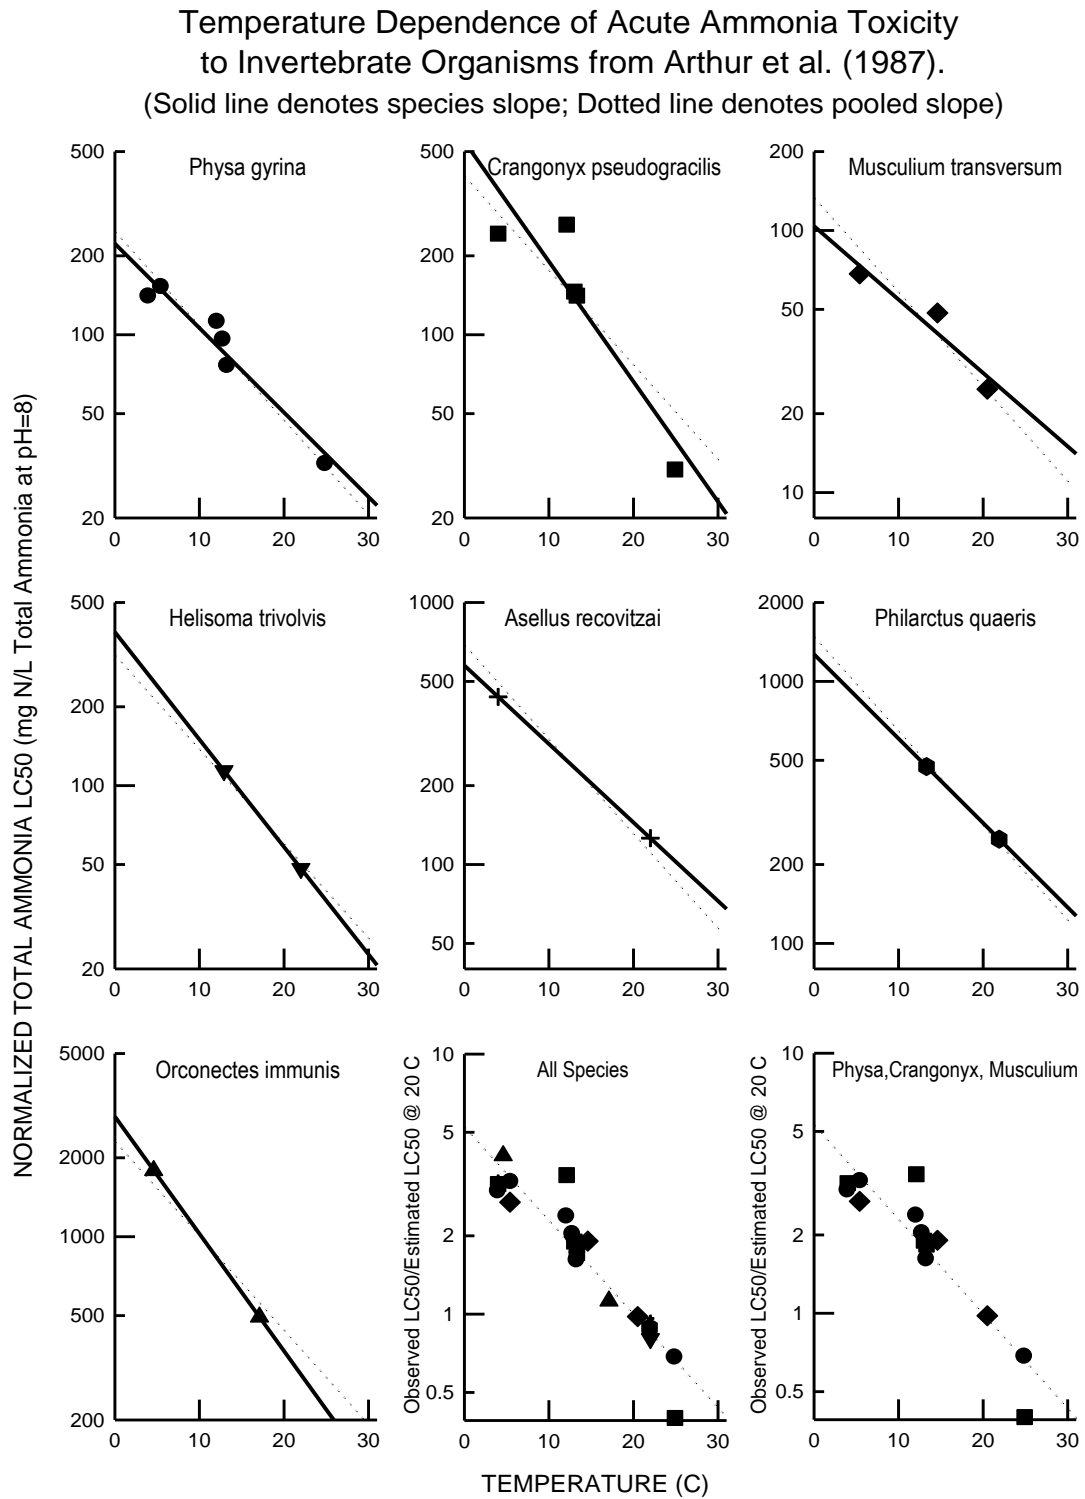 Temperature Dependence of Acute Ammonia Toxicity
to Invertebrate Organisms from Arthur et al. (1987).
(Solid line denotes species slope; Dotted line denotes pooled slope)
NORMALIZED TOTAL AMMONIA LC50 (mg N/L Total Ammonia at pH=8)
Physa gyrina
500
200
100
50
20
0 10 20 30
Crangonyx pseudogracilis
500
200
100
50
20
0 10 20 30
Musculium transversum
200
100
50
20
10
0 10 20 30
Helisoma trivolvis
500
200
100
50
20
0 10 20 30
Asellus recovitzai
1000
500
200
100
50
0 10 20 30
Philarctus quaeris
2000
1000
500
200
100
0 10 20 30
Orconectes immunis
5000
2000
1000
500
200
0 10 20 30
All Species
Observed LC50/Estimated LC50 @ 20 C
10
5
2
1
0.5
0 10 20 30
Physa,Crangonyx, Musculium
Observed LC50/Estimated LC50 @ 20 C
10
5
2
1
0.5
0 10 20 30
TEMPERATURE (C)